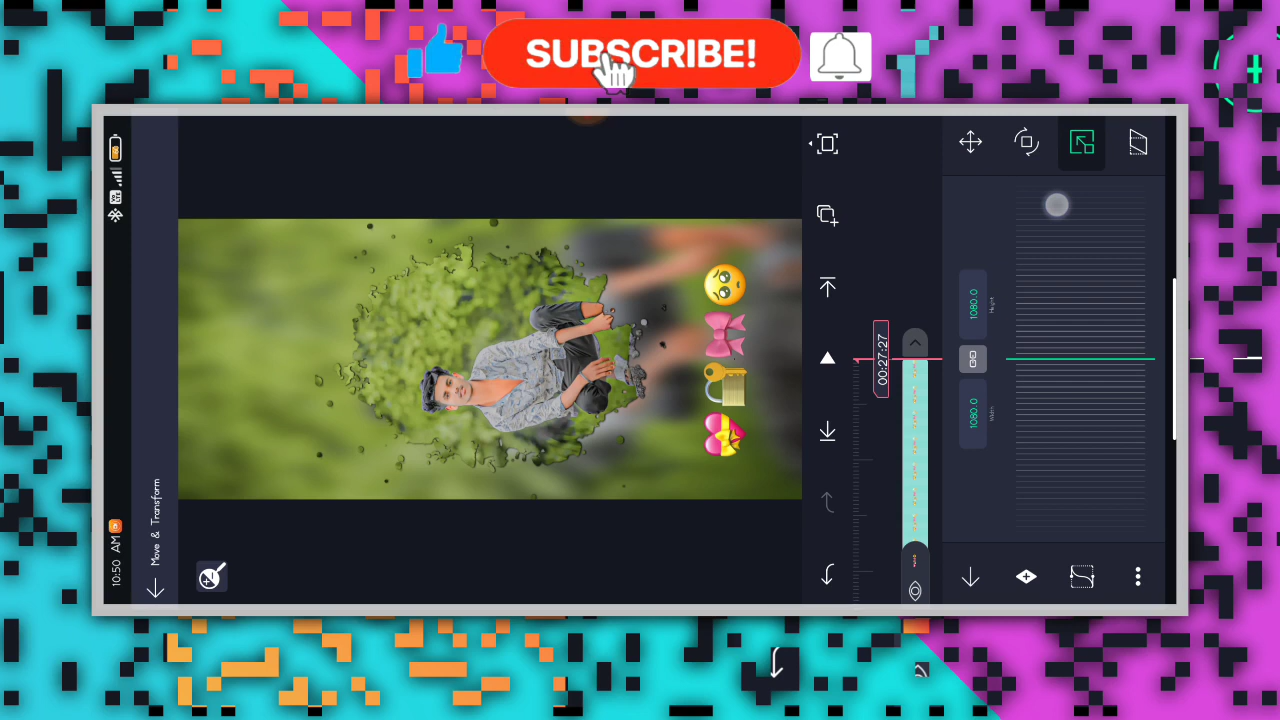 SUBSCRIBE!
10:50 AM
Move & Transform
00:27:27
1080.0
Width
1080.0
Height